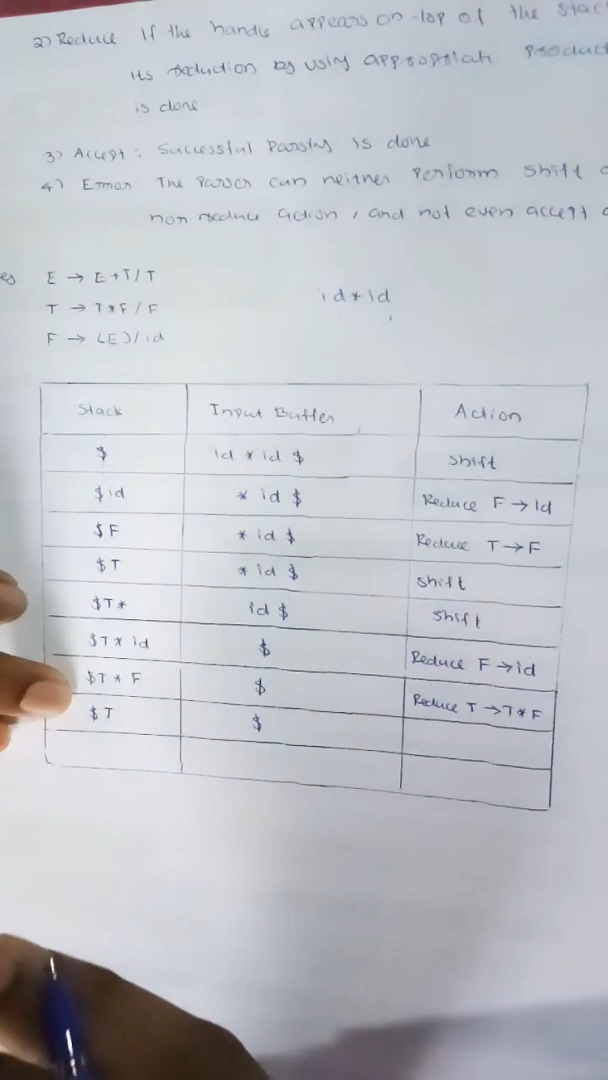 2) Reduce If the handle appears on top of the stac
its reduction by using appropriate product
is done
3) Accept : Successful Parsing is done
4) Error The Parser can neither Perform Shift
non reduce action , and not even accept
es E → E+T/T
T → T*F/F
id*id
F → (E)/id
Stack Input Buffer Action
$ id * id $ Shift
$id * id $ Reduce F → Id
$F * id $ Reduce T → F
$T * id $ Shift
$T* id $ Shift
$T* id $ Reduce F → id
$T * F $ Reduce T → T*F
$T $